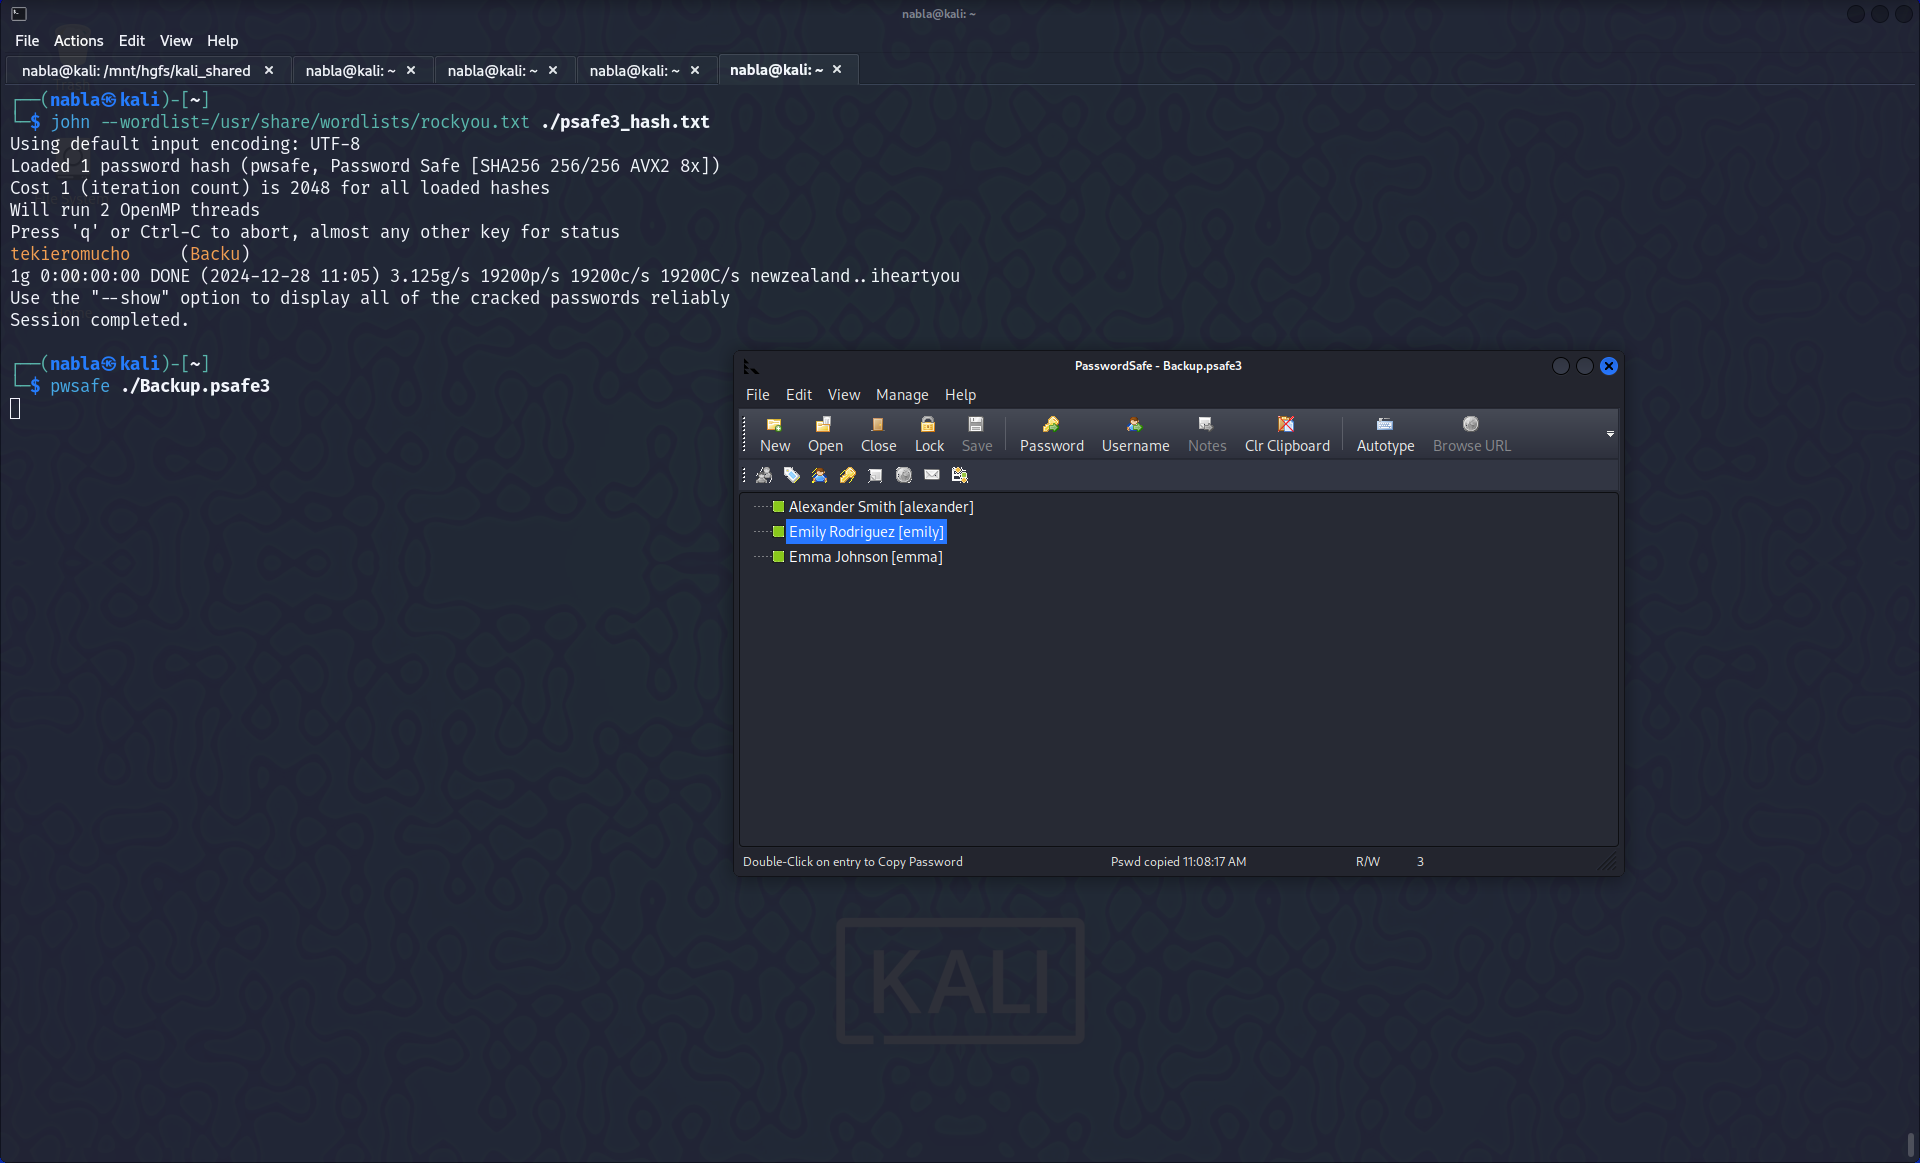 nabla@kali: ~
File Actions Edit View Help
nabla@kali: /mnt/hgfs/kali_shared × nabla@kali: ~ × nabla@kali: ~ × nabla@kali: ~ × nabla@kali: ~ ×
┌──(nabla㉿kali)-[~]
└─$ john --wordlist=/usr/share/wordlists/rockyou.txt ./psafe3_hash.txt
Using default input encoding: UTF-8
Loaded 1 password hash (pwsafe, Password Safe [SHA256 256/256 AVX2 8x])
Cost 1 (iteration count) is 2048 for all loaded hashes
Will run 2 OpenMP threads
Press 'q' or Ctrl-C to abort, almost any other key for status
tekieromucho (Backu)
1g 0:00:00:00 DONE (2024-12-28 11:05) 3.125g/s 19200p/s 19200c/s 19200C/s newzealand..iheartyou
Use the "--show" option to display all of the cracked passwords reliably
Session completed.
┌──(nabla㉿kali)-[~]
└─$ pwsafe ./Backup.psafe3
PasswordSafe - Backup.psafe3
File Edit View Manage Help
New Open Close Lock Save Password Username Notes Clr Clipboard Autotype Browse URL
Alexander Smith [alexander]
Emily Rodriguez [emily]
Emma Johnson [emma]
Double-Click on entry to Copy Password Pswd copied 11:08:17 AM R/W 3
KALI